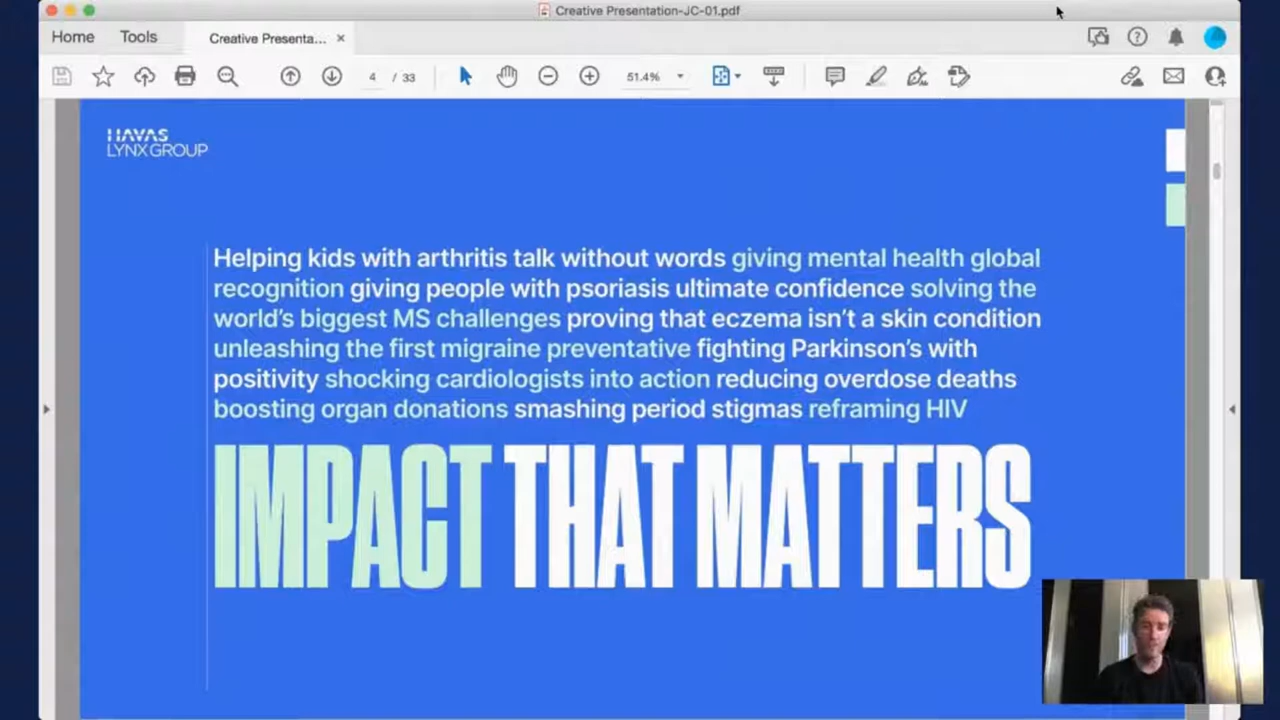 Creative Presentation-JC-01.pdf
Home
Tools
Creative Presenta...
4 / 33
51.4%
HAVAS
LYNX GROUP
Helping kids with arthritis talk without words giving mental health global
recognition giving people with psoriasis ultimate confidence solving the
world's biggest MS challenges proving that eczema isn't a skin condition
unleashing the first migraine preventative fighting Parkinson's with
positivity shocking cardiologists into action reducing overdose deaths
boosting organ donations smashing period stigmas reframing HIV
IMPACT THAT MATTERS